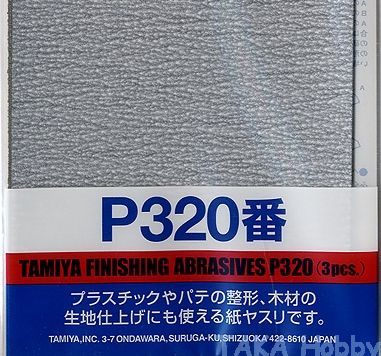 P320番
TAMIYA FINISHING ABRASIVES P320 (3pcs.)
プラスチックやパテの整形、木材の
生地仕上げにも使える紙ヤスリです。
TAMIYA,INC. 3-7 ONDAWARA, SURUGA-KU, SHIZUOKA 422-8610 JAPAN
TAKA Hobby